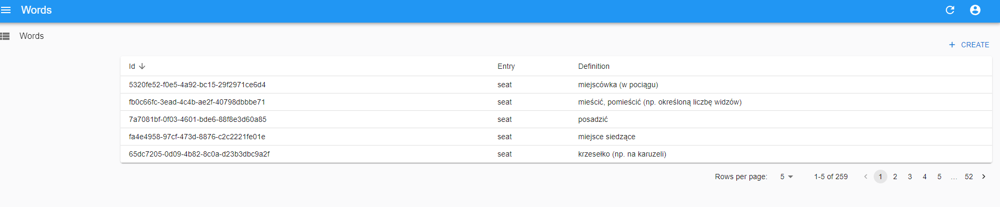 Words
Words
CREATE
Id Entry Definition
5320fe52-f0e5-4a92-bc15-29f2971ce6d4 seat miejscówka (w pociągu)
fb0c66fc-3ead-4c4b-ae2f-40798dbbbe71 seat mieścić, pomieścić (np. określoną liczbę widzów)
7a7081bf-0f03-4601-bde6-88f8e3d60a85 seat posadzić
fa4e4958-97cf-473d-8876-c2c2221fe01e seat miejsce siedzące
65dc7205-0d09-4b82-8c0a-d23b3dbc9a2f seat krzesełko (np. na karuzeli)
Rows per page: 5 1-5 of 259 1 2 3 4 5 … 52